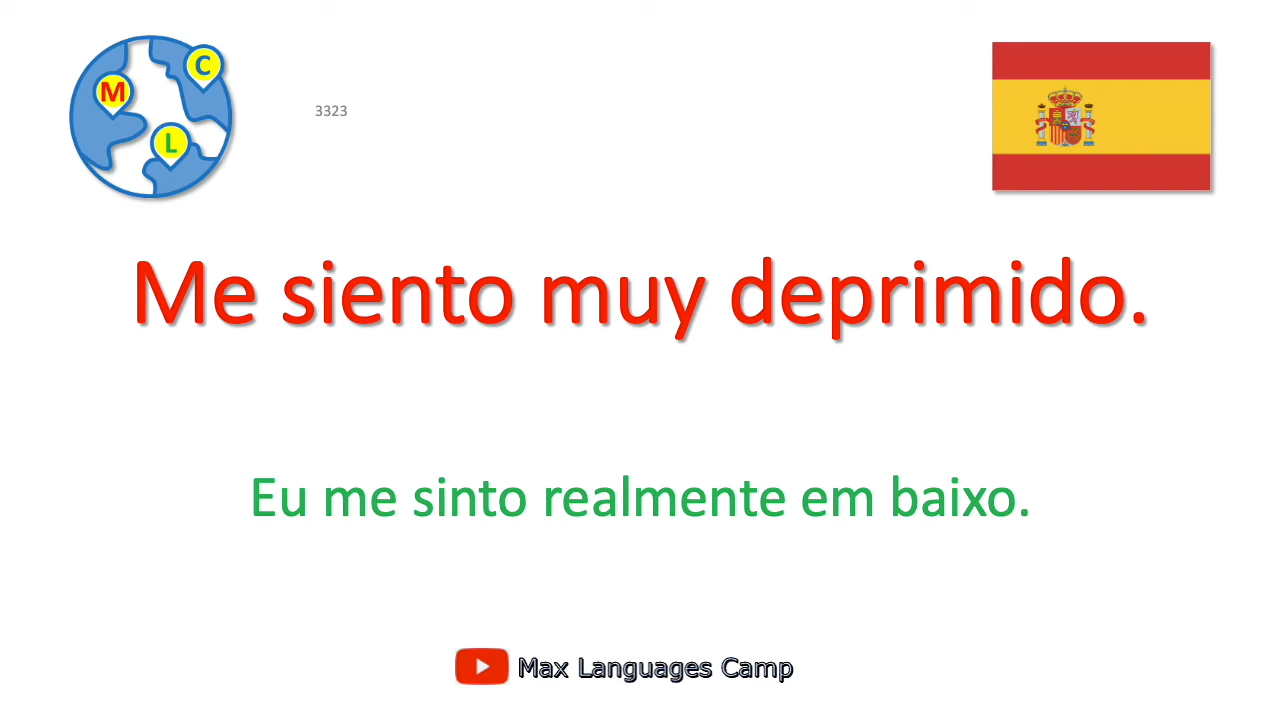 M
C
L
3323
Me siento muy deprimido.
Eu me sinto realmente em baixo.
Max Languages Camp